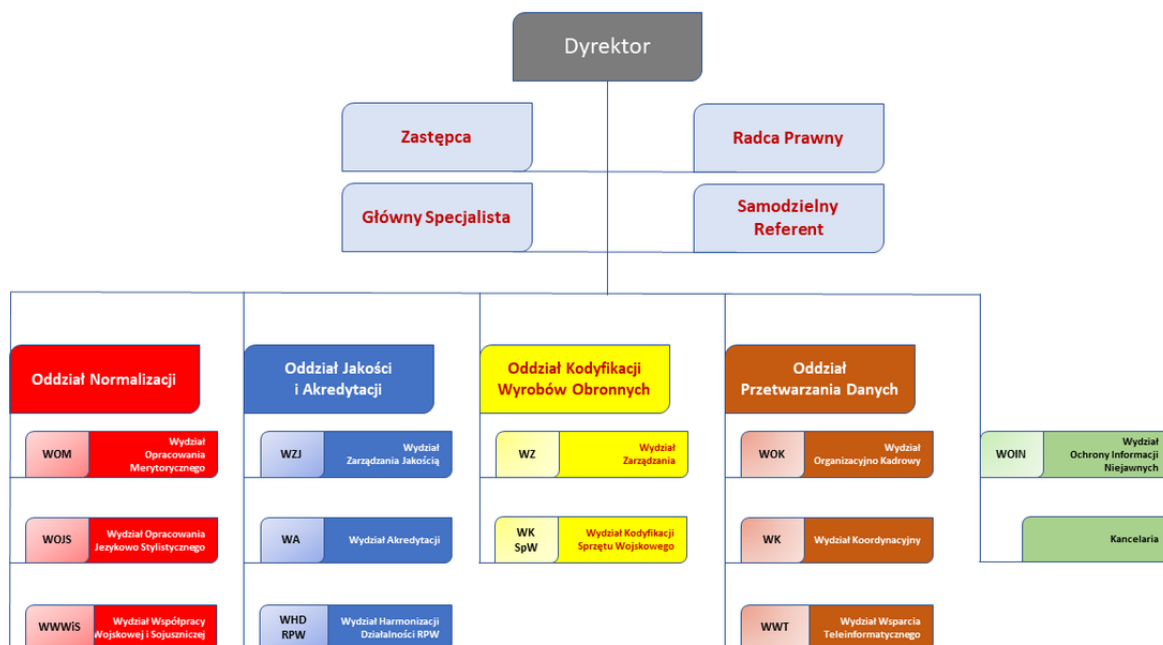 Dyrektor
Zastępca
Radca Prawny
Główny Specjalista
Samodzielny
Referent
Oddział Normalizacji
Oddział Jakości
i Akredytacji
Oddział Kodyfikacji
Wyrobów Obronnych
Oddział
Przetwarzania Danych
WOM
Wydział
Opracowania
Merytorycznego
WZJ
Wydział
Zarządzania Jakością
WZ
Wydział
Zarządzania
WOK
Wydział
Organizacyjno Kadrowy
WOIN
Wydział
Ochrony Informacji
Niejawnych
WOJS
Wydział Opracowania
Jezykowo Stylistycznego
WA
Wydział Akredytacji
WK
SpW
Wydział Kodyfikacji
Sprzętu Wojskowego
WK
Wydział Koordynacyjny
Kancelaria
WWWiS
Wydział Współpracy
Wojskowej i Sojuszniczej
WHD
RPW
Wydział Harmonizacji
Działalności RPW
WWT
Wydział Wsparcia
Teleinformatycznego